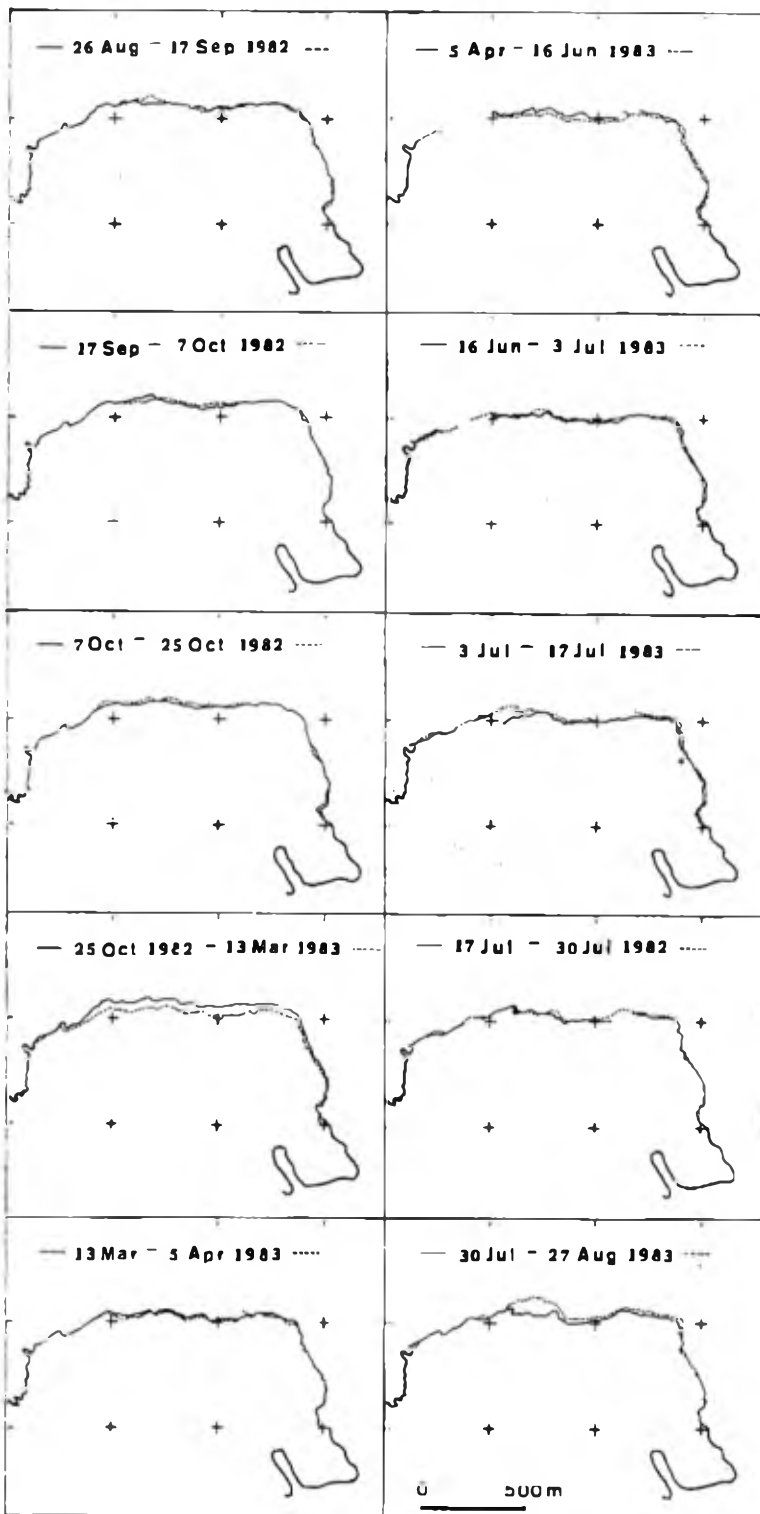 — 26 Aug – 17 Sep 1982 ---
— 17 Sep – 7 Oct 1982 ----
— 7 Oct – 25 Oct 1982 ----
— 25 Oct 1982 – 13 Mar 1983 ----
— 13 Mar – 5 Apr 1983 ----
— 5 Apr – 16 Jun 1983 ----
— 16 Jun – 3 Jul 1983 ----
— 3 Jul – 17 Jul 1983 ----
— 17 Jul – 30 Jul 1982 ----
— 30 Jul – 27 Aug 1983 ----
0 500m